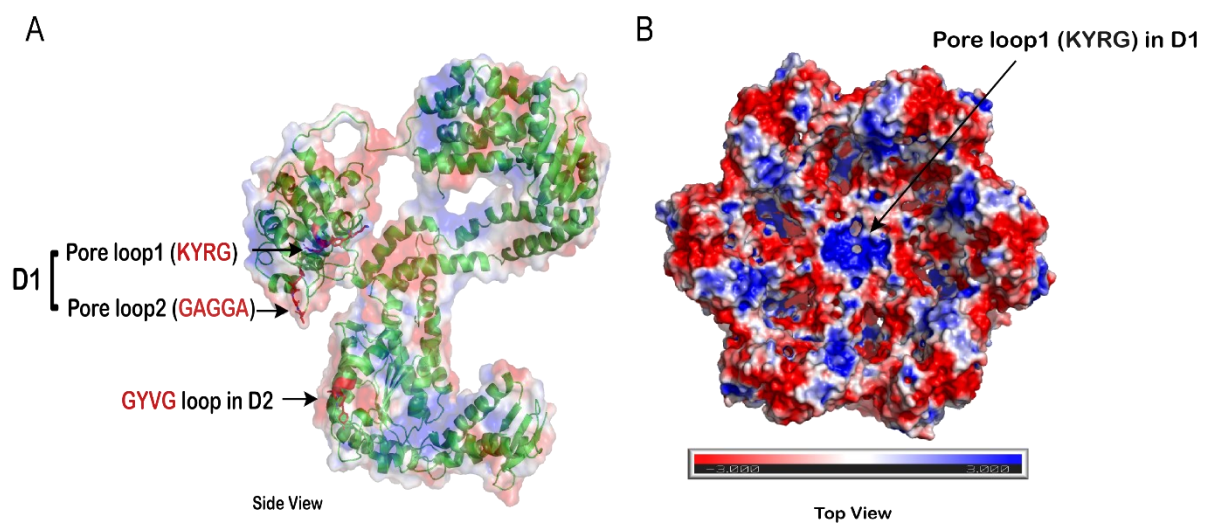 A
B
Pore loop1 (KYRG) in D1
D1
Pore loop1 (KYRG)
Pore loop2 (GAGGA)
GYVG loop in D2
Side View
-3.000
3.000
Top View